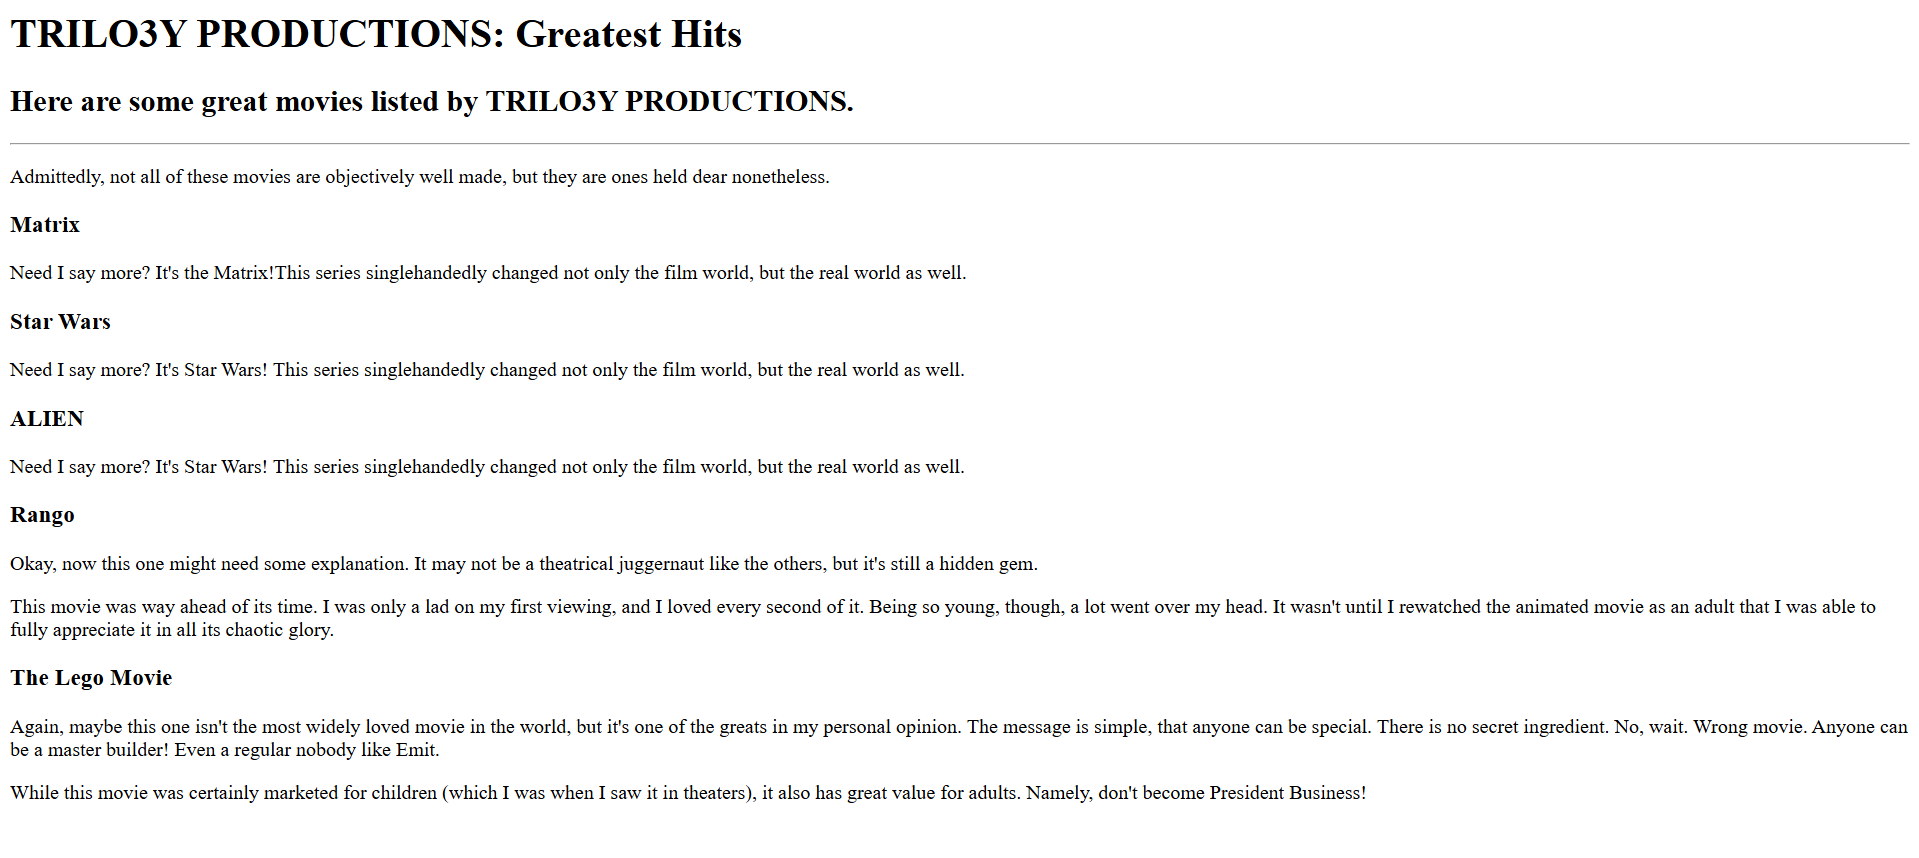 TRILO3Y PRODUCTIONS: Greatest Hits
Here are some great movies listed by TRILO3Y PRODUCTIONS.
Admittedly, not all of these movies are objectively well made, but they are ones held dear nonetheless.
Matrix
Need I say more? It's the Matrix!This series singlehandedly changed not only the film world, but the real world as well.
Star Wars
Need I say more? It's Star Wars! This series singlehandedly changed not only the film world, but the real world as well.
ALIEN
Need I say more? It's Star Wars! This series singlehandedly changed not only the film world, but the real world as well.
Rango
Okay, now this one might need some explanation. It may not be a theatrical juggernaut like the others, but it's still a hidden gem.
This movie was way ahead of its time. I was only a lad on my first viewing, and I loved every second of it. Being so young, though, a lot went over my head. It wasn't until I rewatched the animated movie as an adult that I was able to
fully appreciate it in all its chaotic glory.
The Lego Movie
Again, maybe this one isn't the most widely loved movie in the world, but it's one of the greats in my personal opinion. The message is simple, that anyone can be special. There is no secret ingredient. No, wait. Wrong movie. Anyone can
be a master builder! Even a regular nobody like Emit.
While this movie was certainly marketed for children (which I was when I saw it in theaters), it also has great value for adults. Namely, don't become President Business!